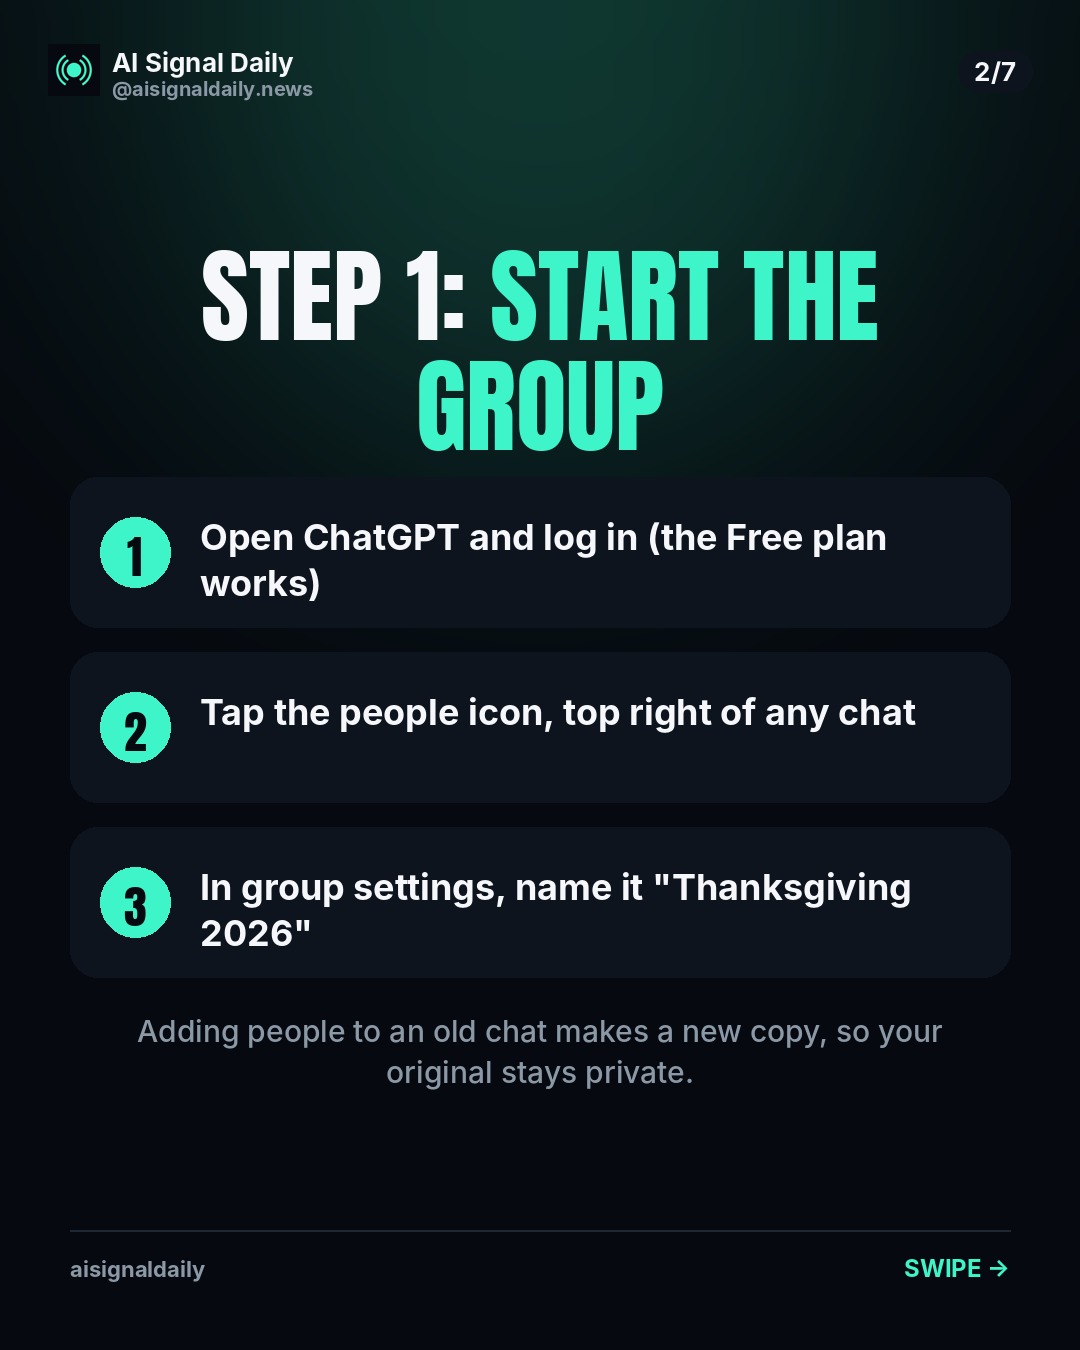 AI Signal Daily
@aisignaldaily.news
2/7
STEP 1: START THE
GROUP
1
Open ChatGPT and log in (the Free plan
works)
2
Tap the people icon, top right of any chat
3
In group settings, name it "Thanksgiving
2026"
Adding people to an old chat makes a new copy, so your
original stays private.
aisignaldaily
SWIPE →